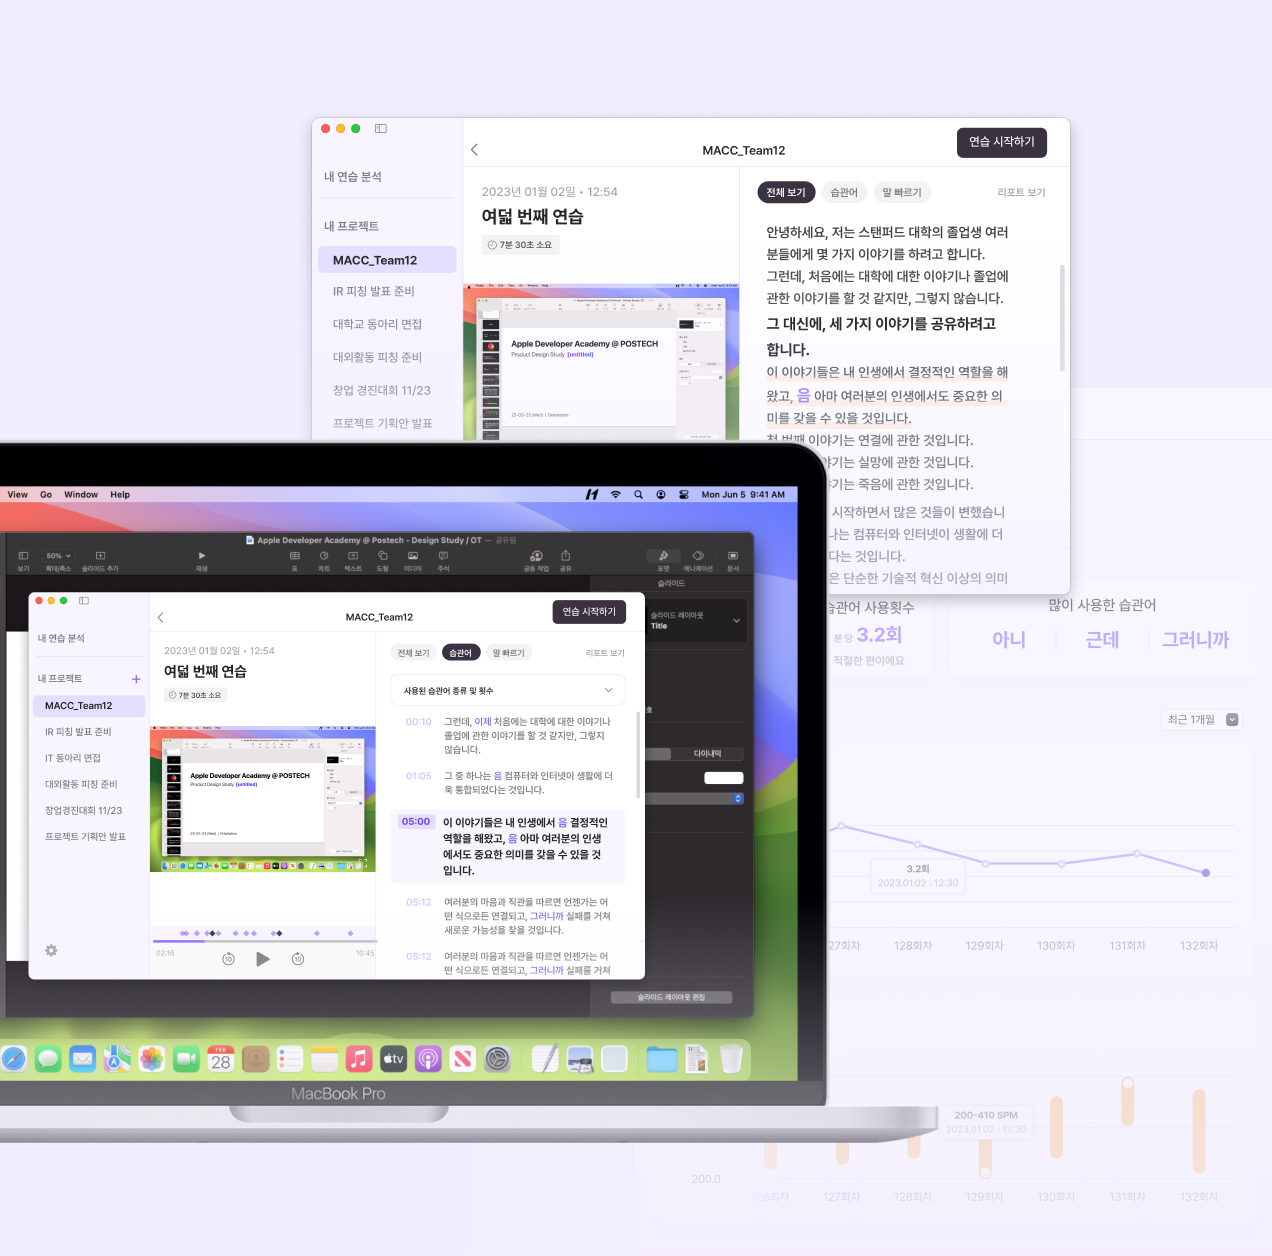 내 연습 분석
내 프로젝트
MACC_Team12
IR 피칭 발표 준비
대학교 동아리 면접
대외활동 피칭 준비
창업 경진대회 11/23
프로젝트 기획안 발표
MACC_Team12
연습 시작하기
2023년 01월 02일 • 12:54
여덟 번째 연습
7분 30초 소요
Apple Developer Academy @ POSTECH
Product Design Study [untitled]
전체 보기
습관어
말 빠르기
리포트 보기
안녕하세요, 저는 스탠퍼드 대학의 졸업생 여러
분들에게 몇 가지 이야기를 하려고 합니다.
그런데, 처음에는 대학에 대한 이야기나 졸업에
관한 이야기를 할 것 같지만, 그렇지 않습니다.
그 대신에, 세 가지 이야기를 공유하려고
합니다.
이 이야기들은 내 인생에서 결정적인 역할을 해
왔고, 음 아마 여러분의 인생에서도 중요한 의
미를 갖을 수 있을 것입니다.
첫 번째 이야기는 연결에 관한 것입니다.
야기는 실망에 관한 것입니다.
야기는 죽음에 관한 것입니다.
시작하면서 많은 것들이 변했습니
나는 컴퓨터와 인터넷이 생활에 더
다는 것입니다.
은 단순한 기술적 혁신 이상의 의미
View Go Window Help
Mon Jun 5 9:41 AM
Apple Developer Academy @ Postech - Design Study / OT — 공유됨
50%
보기
확대/축소
슬라이드 추가
재생
표
차트
텍스트
도형
미디어
주석
공동 작업
공유
포맷
애니메이션
문서
슬라이드
슬라이드 레이아웃
Title
호
다이내믹
슬라이드 레이아웃 편집
내 연습 분석
내 프로젝트
MACC_Team12
IR 피칭 발표 준비
IT 동아리 면접
대외활동 피칭 준비
창업경진대회 11/23
프로젝트 기획안 발표
MACC_Team12
연습 시작하기
2023년 01월 02일 • 12:54
여덟 번째 연습
7분 30초 소요
Apple Developer Academy @ POSTECH
Product Design Study [untitled]
02:16
10
10
10:45
전체 보기
습관어
말 빠르기
리포트 보기
사용된 습관어 종류 및 횟수
00:10
그런데, 이제 처음에는 대학에 대한 이야기나
졸업에 관한 이야기를 할 것 같지만, 그렇지
않습니다.
01:05
그 중 하나는 음 컴퓨터와 인터넷이 생활에 더
욱 통합되었다는 것입니다.
05:00
이 이야기들은 내 인생에서 음 결정적인
역할을 해왔고, 음 아마 여러분의 인생
에서도 중요한 의미를 갖을 수 있을 것
입니다.
05:12
여러분의 마음과 직관을 따르면 언젠가는 어
떤 식으로든 연결되고, 그러니까 실패를 거쳐
새로운 가능성을 찾을 것입니다.
05:12
여러분의 마음과 직관을 따르면 언젠가는 어
떤 식으로든 연결되고, 그러니까 실패를 거쳐
FEB
28
tv
MacBook Pro
습관어 사용횟수
분 당 3.2회
적절한 편이에요
많이 사용한 습관어
아니
근데
그러니까
최근 1개월
3.2회
2023.01.02 | 12:30
27회차
128회차
129회차
130회차
131회차
132회차
200-410 SPM
2023.01.02 | 12:30
200.0
126회차
127회차
128회차
129회차
130회차
131회차
132회차